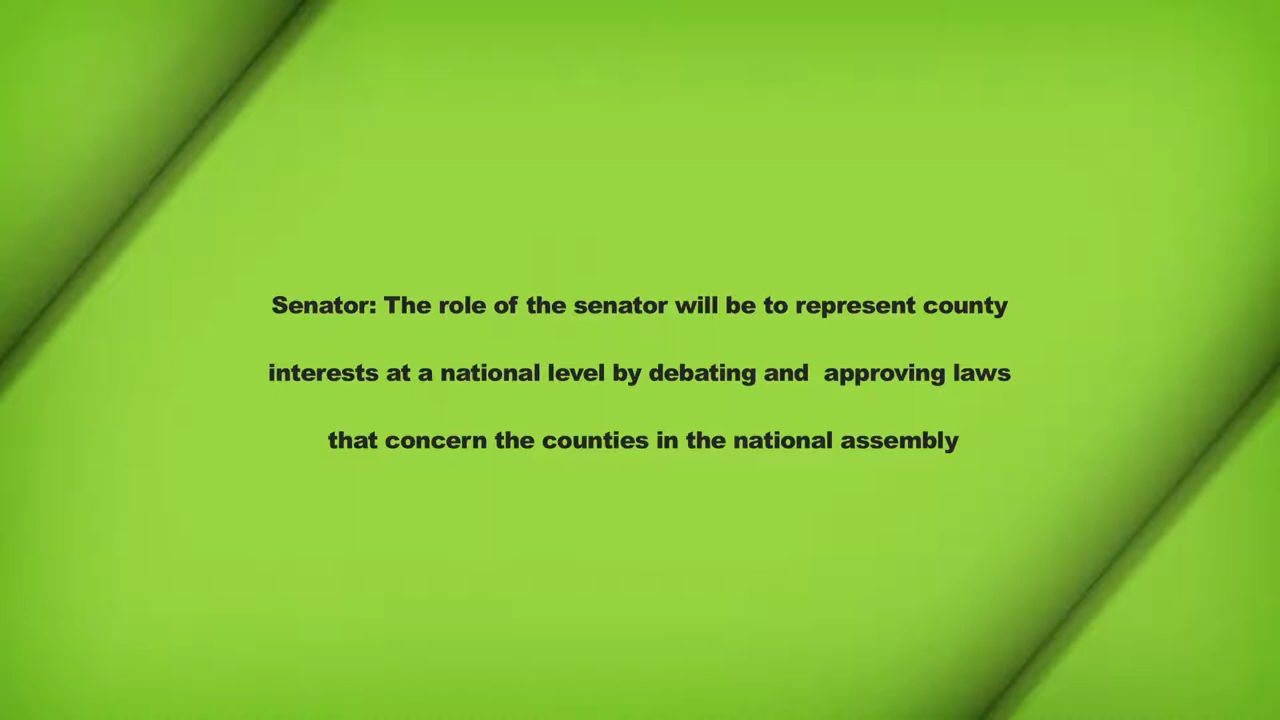 Senator: The role of the senator will be to represent county
interests at a national level by debating and  approving laws
that concern the counties in the national assembly